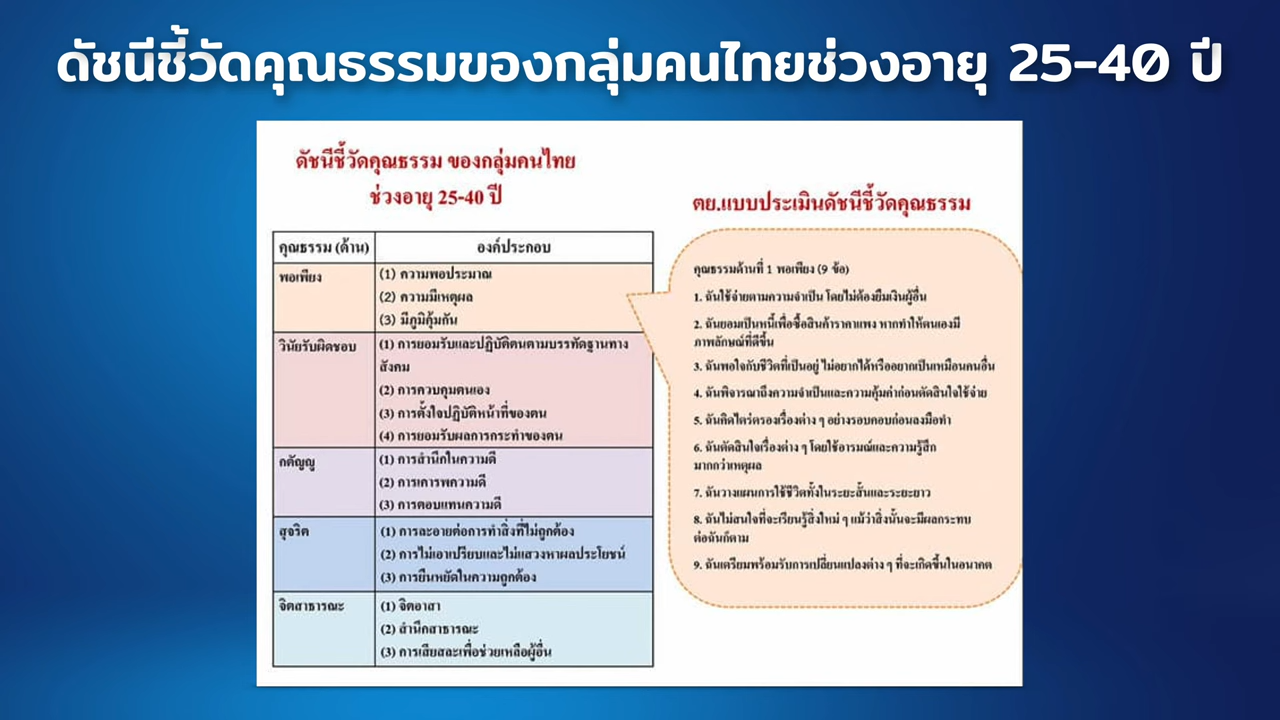 ดัชนีชี้วัดคุณธรรมของกลุ่มคนไทยช่วงอายุ 25-40 ปี
ดัชนีชี้วัดคุณธรรม ของกลุ่มคนไทย
ช่วงอายุ 25-40 ปี
คุณธรรม (ด้าน) องค์ประกอบ
พอเพียง (1) ความพอประมาณ
(2) ความมีเหตุผล
(3) มีภูมิคุ้มกัน
วินัยรับผิดชอบ (1) การยอมรับและปฏิบัติตนตามบรรทัดฐานทาง
สังคม
(2) การควบคุมตนเอง
(3) การตั้งใจปฏิบัติหน้าที่ของตน
(4) การยอมรับผลการกระทำของตน
กตัญญู (1) การสำนึกในความดี
(2) การเคารพความดี
(3) การตอบแทนความดี
สุจริต (1) การละอายต่อการทำสิ่งที่ไม่ถูกต้อง
(2) การไม่เอาเปรียบและไม่แสวงหาผลประโยชน์
(3) การยืนหยัดในความถูกต้อง
จิตสาธารณะ (1) จิตอาสา
(2) สำนึกสาธารณะ
(3) การเสียสละเพื่อช่วยเหลือผู้อื่น
ตย.แบบประเมินดัชนีชี้วัดคุณธรรม
คุณธรรมด้านที่ 1 พอเพียง (9 ข้อ)
1. ฉันใช้จ่ายตามความจำเป็น โดยไม่ต้องยืมเงินผู้อื่น
2. ฉันยอมเป็นหนี้เพื่อซื้อสินค้าราคาแพง หากทำให้ตนเองมี
ภาพลักษณ์ที่ดีขึ้น
3. ฉันพอใจกับชีวิตที่เป็นอยู่ ไม่อยากได้หรืออยากเป็นเหมือนคนอื่น
4. ฉันพิจารณาถึงความจำเป็นและความคุ้มค่าก่อนตัดสินใจใช้จ่าย
5. ฉันคิดไตร่ตรองเรื่องต่าง ๆ อย่างรอบคอบก่อนลงมือทำ
6. ฉันตัดสินใจเรื่องต่าง ๆ โดยใช้อารมณ์และความรู้สึก
มากกว่าเหตุผล
7. ฉันวางแผนการใช้ชีวิตทั้งในระยะสั้นและระยะยาว
8. ฉันไม่สนใจที่จะเรียนรู้สิ่งใหม่ ๆ แม้ว่าสิ่งนั้นจะมีผลกระทบ
ต่อฉันก็ตาม
9. ฉันเตรียมพร้อมรับการเปลี่ยนแปลงต่าง ๆ ที่จะเกิดขึ้นในอนาคต